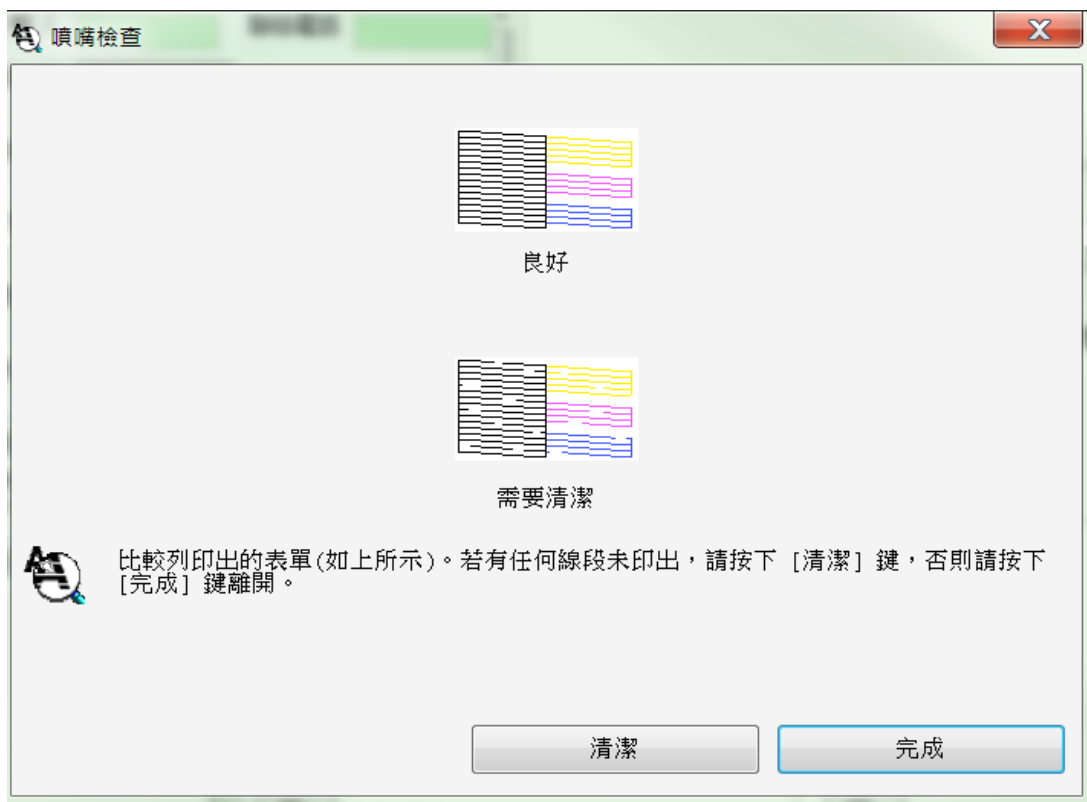 噴嘴檢查
良好
需要清潔
比較列印出的表單(如上所示)。若有任何線段未印出，請按下 [清潔] 鍵，否則請按下
[完成] 鍵離開。
清潔
完成